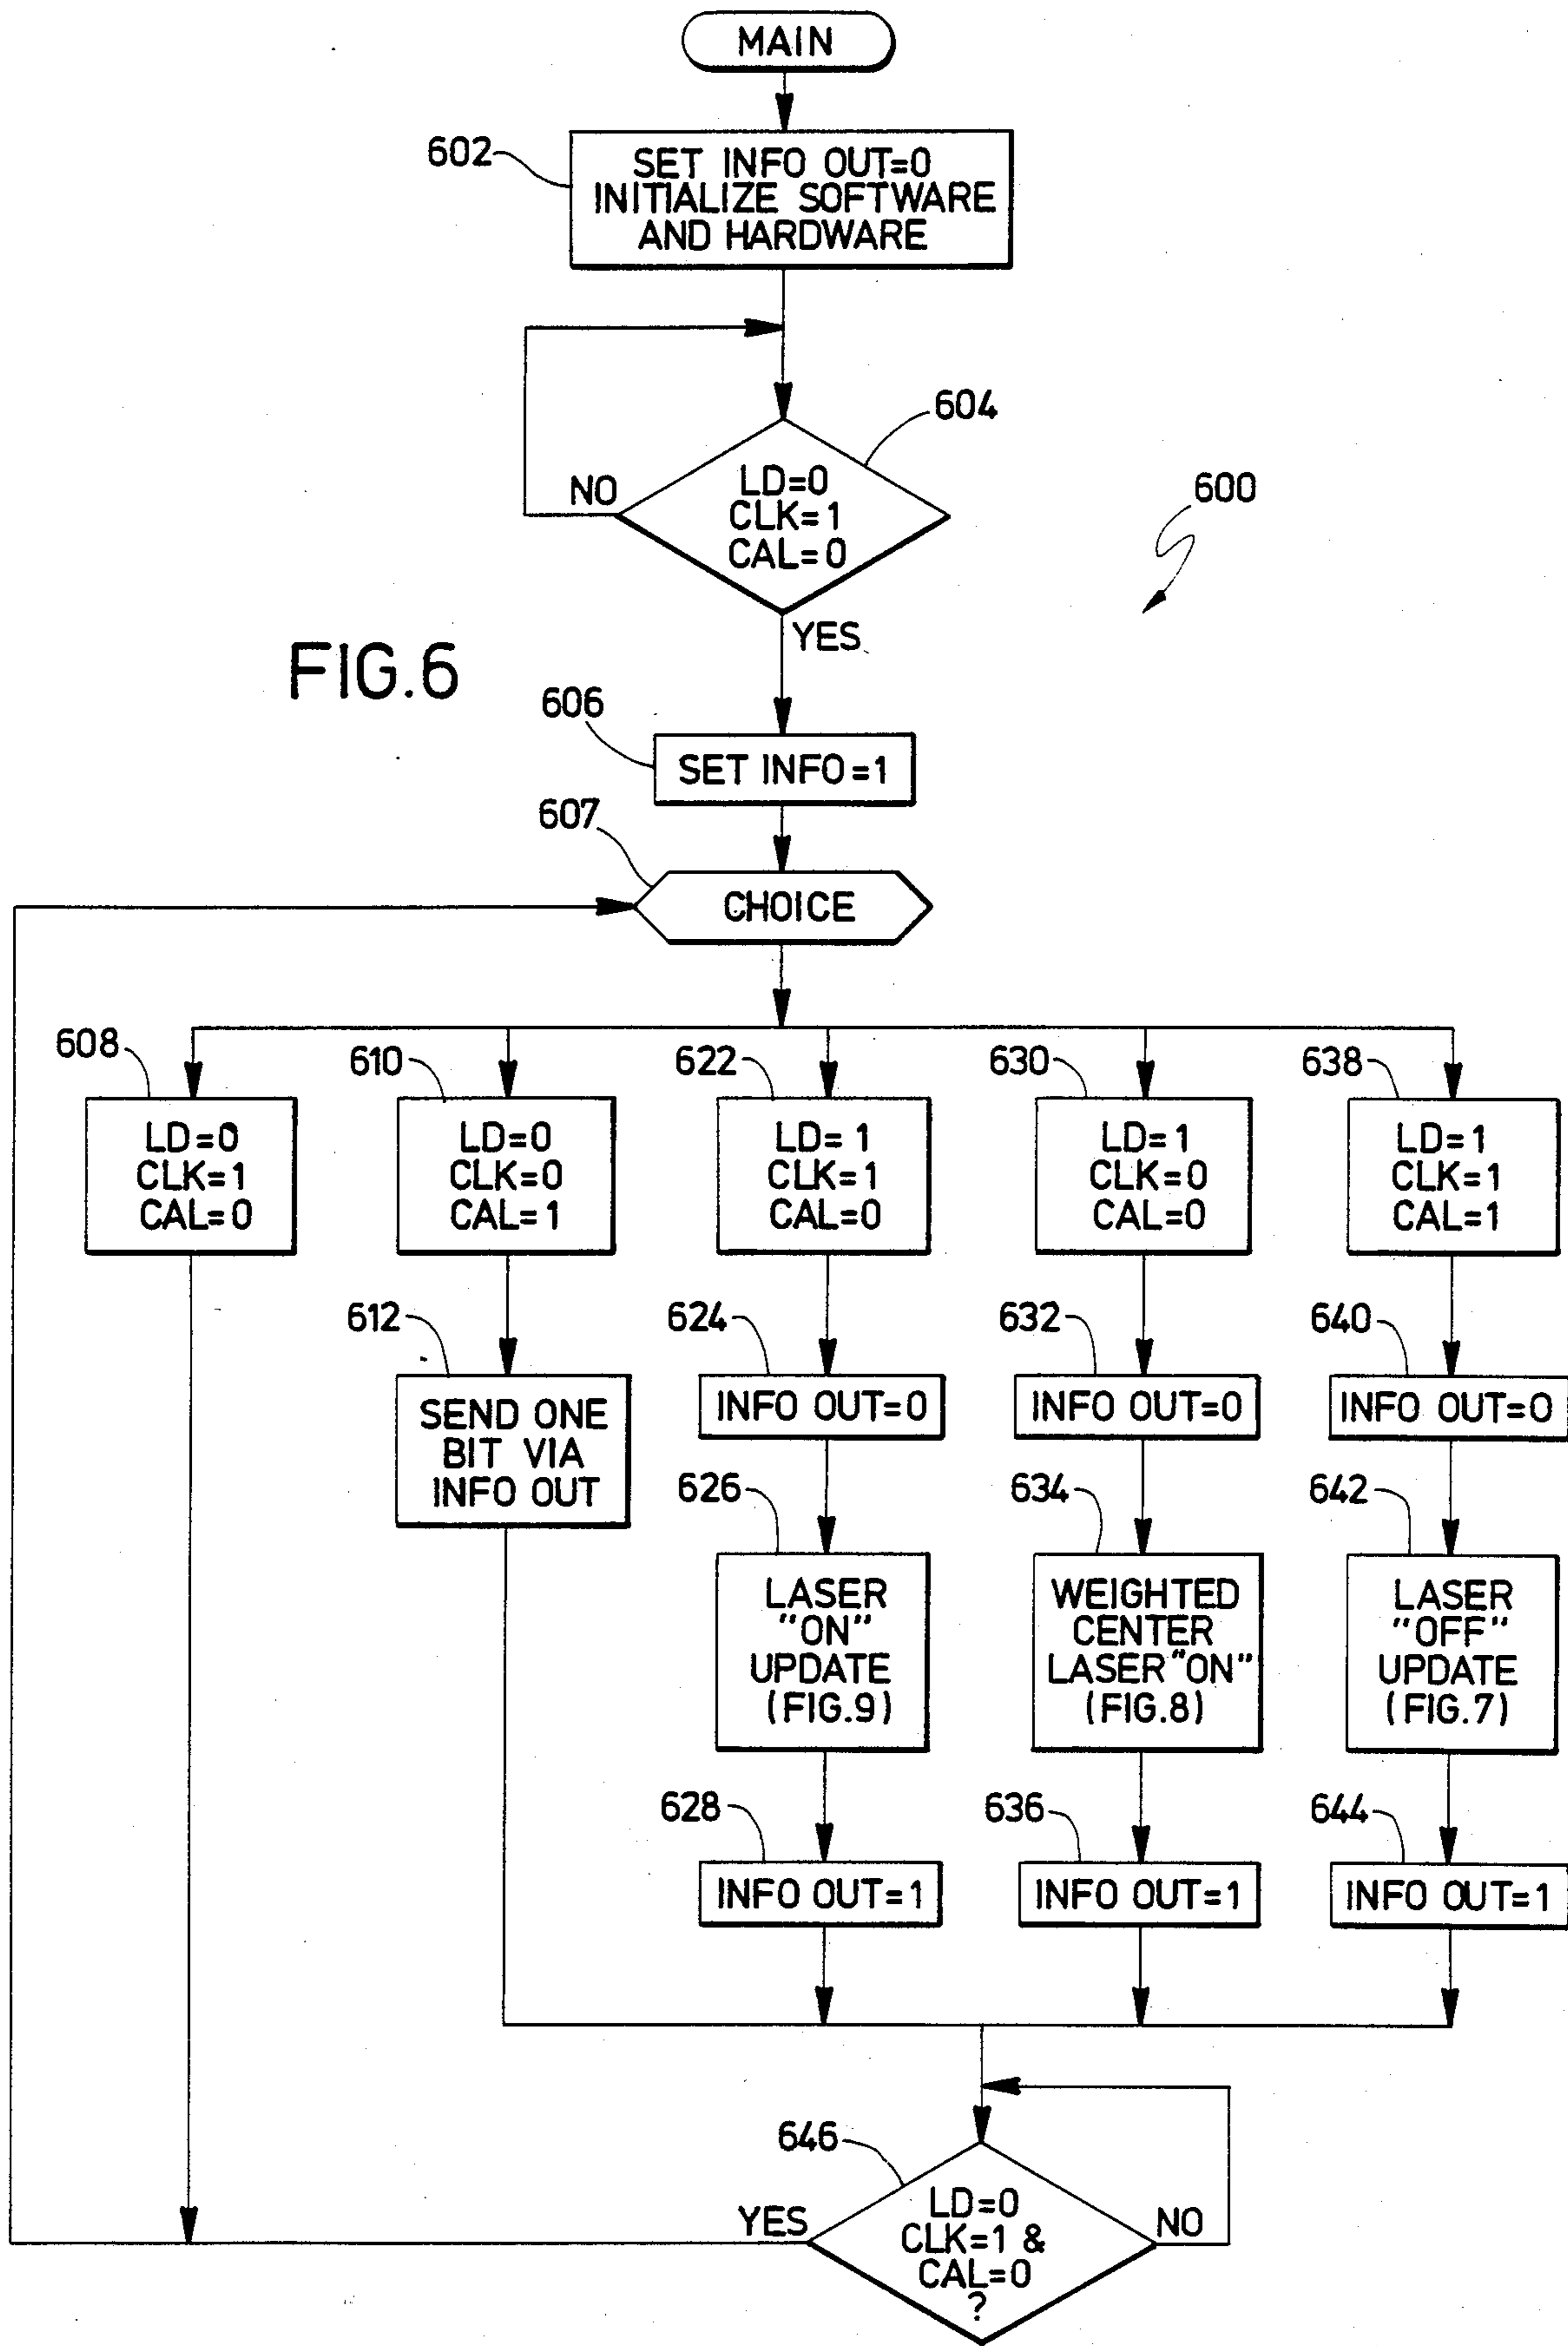 MAIN
602
SET INFO OUT=0
INITIALIZE SOFTWARE
AND HARDWARE
604
LD=0
CLK=1
CAL=0
NO
600
YES
FIG.6
606
SET INFO=1
607
CHOICE
608
LD=0
CLK=1
CAL=0
610
LD=0
CLK=0
CAL=1
612
SEND ONE
BIT VIA
INFO OUT
622
LD=1
CLK=1
CAL=0
624
INFO OUT=0
626
LASER
"ON"
UPDATE
(FIG.9)
628
INFO OUT=1
630
LD=1
CLK=0
CAL=0
632
INFO OUT=0
634
WEIGHTED
CENTER
LASER "ON"
(FIG.8)
636
INFO OUT=1
638
LD=1
CLK=1
CAL=1
640
INFO OUT=0
642
LASER
"OFF"
UPDATE
(FIG.7)
644
INFO OUT=1
646
YES
LD=0
CLK=1 &
CAL=0
?
NO